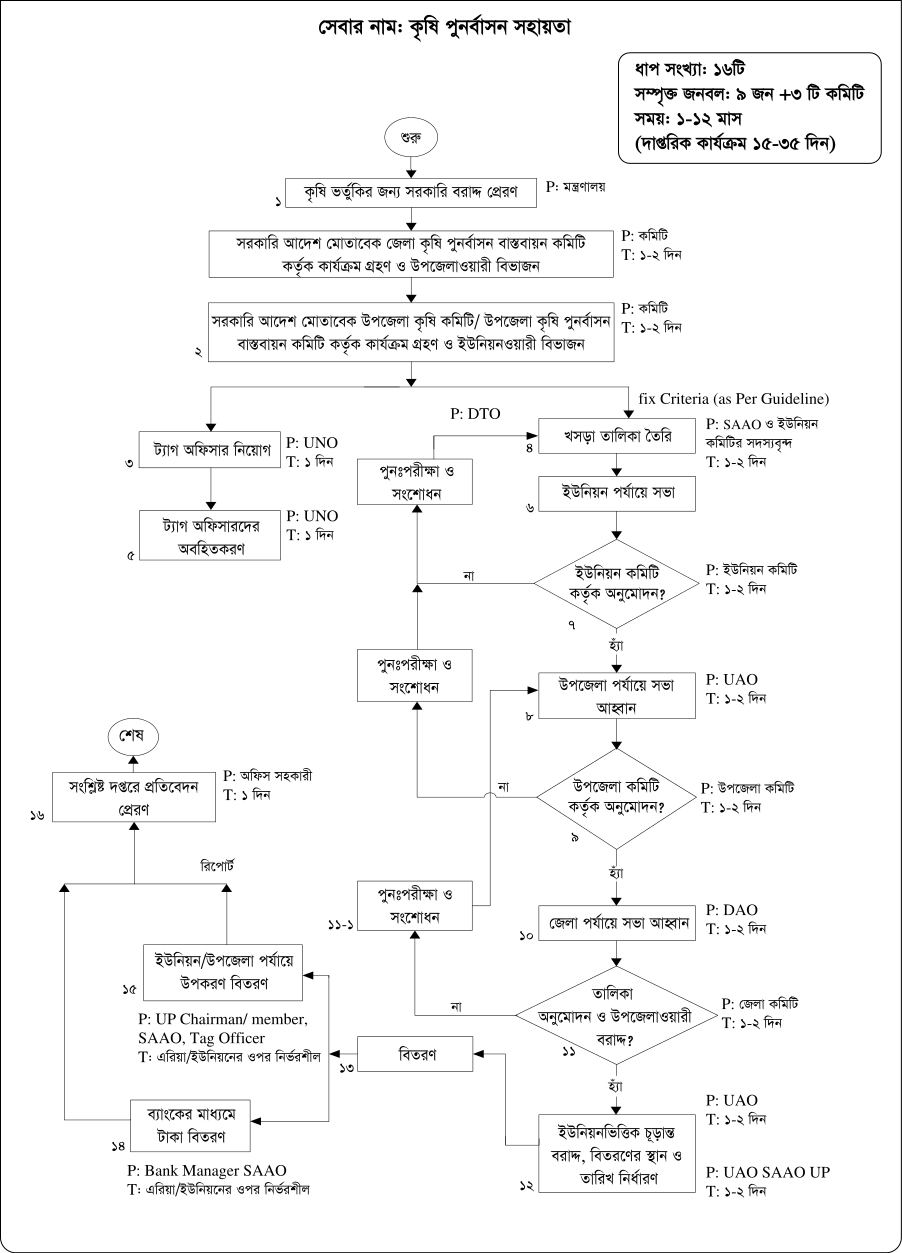 সেবার নাম: কৃষি পুনর্বাসন সহায়তা
ধাপ সংখ্যা: ১৬টি
সম্পৃক্ত জনবল: ৯ জন +৩ টি কমিটি
সময়: ১-১২ মাস
(দাপ্তরিক কার্যক্রম ১৫-৩৫ দিন)
শুরু
১
কৃষি ভর্তুকির জন্য সরকারি বরাদ্দ প্রেরণ
P: মন্ত্রণালয়
সরকারি আদেশ মোতাবেক জেলা কৃষি পুনর্বাসন বাস্তবায়ন কমিটি
কর্তৃক কার্যক্রম গ্রহণ ও উপজেলাওয়ারী বিভাজন
P: কমিটি
T: ১-২ দিন
২
সরকারি আদেশ মোতাবেক উপজেলা কৃষি কমিটি/ উপজেলা কৃষি পুনর্বাসন
বাস্তবায়ন কমিটি কর্তৃক কার্যক্রম গ্রহণ ও ইউনিয়নওয়ারী বিভাজন
P: কমিটি
T: ১-২ দিন
fix Criteria (as Per Guideline)
৩
ট্যাগ অফিসার নিয়োগ
P: UNO
T: ১ দিন
৫
ট্যাগ অফিসারদের
অবহিতকরণ
P: UNO
T: ১ দিন
P: DTO
পুনঃপরীক্ষা ও
সংশোধন
৪
খসড়া তালিকা তৈরি
P: SAAO ও ইউনিয়ন
কমিটির সদস্যবৃন্দ
T: ১-২ দিন
৬
ইউনিয়ন পর্যায়ে সভা
ইউনিয়ন কমিটি
কর্তৃক অনুমোদন?
৭
P: ইউনিয়ন কমিটি
T: ১-২ দিন
না
হ্যাঁ
পুনঃপরীক্ষা ও
সংশোধন
৮
উপজেলা পর্যায়ে সভা
আহ্বান
P: UAO
T: ১-২ দিন
না
উপজেলা কমিটি
কর্তৃক অনুমোদন?
৯
P: উপজেলা কমিটি
T: ১-২ দিন
হ্যাঁ
শেষ
সংশ্লিষ্ট দপ্তরে প্রতিবেদন
প্রেরণ
১৬
P: অফিস সহকারী
T: ১ দিন
রিপোর্ট
পুনঃপরীক্ষা ও
সংশোধন
১১-১
১০
জেলা পর্যায়ে সভা আহ্বান
P: DAO
T: ১-২ দিন
না
তালিকা
অনুমোদন ও উপজেলাওয়ারী
বরাদ্দ?
১১
P: জেলা কমিটি
T: ১-২ দিন
হ্যাঁ
ইউনিয়ন/উপজেলা পর্যায়ে
উপকরণ বিতরণ
১৫
P: UP Chairman/ member,
SAAO, Tag Officer
T: এরিয়া/ইউনিয়নের ওপর নির্ভরশীল
বিতরণ
১৩
ব্যাংকের মাধ্যমে
টাকা বিতরণ
১৪
P: Bank Manager SAAO
T: এরিয়া/ইউনিয়নের ওপর নির্ভরশীল
P: UAO
T: ১-২ দিন
ইউনিয়নভিত্তিক চূড়ান্ত
বরাদ্দ, বিতরণের স্থান ও
তারিখ নির্ধারণ
১২
P: UAO SAAO UP
T: ১-২ দিন